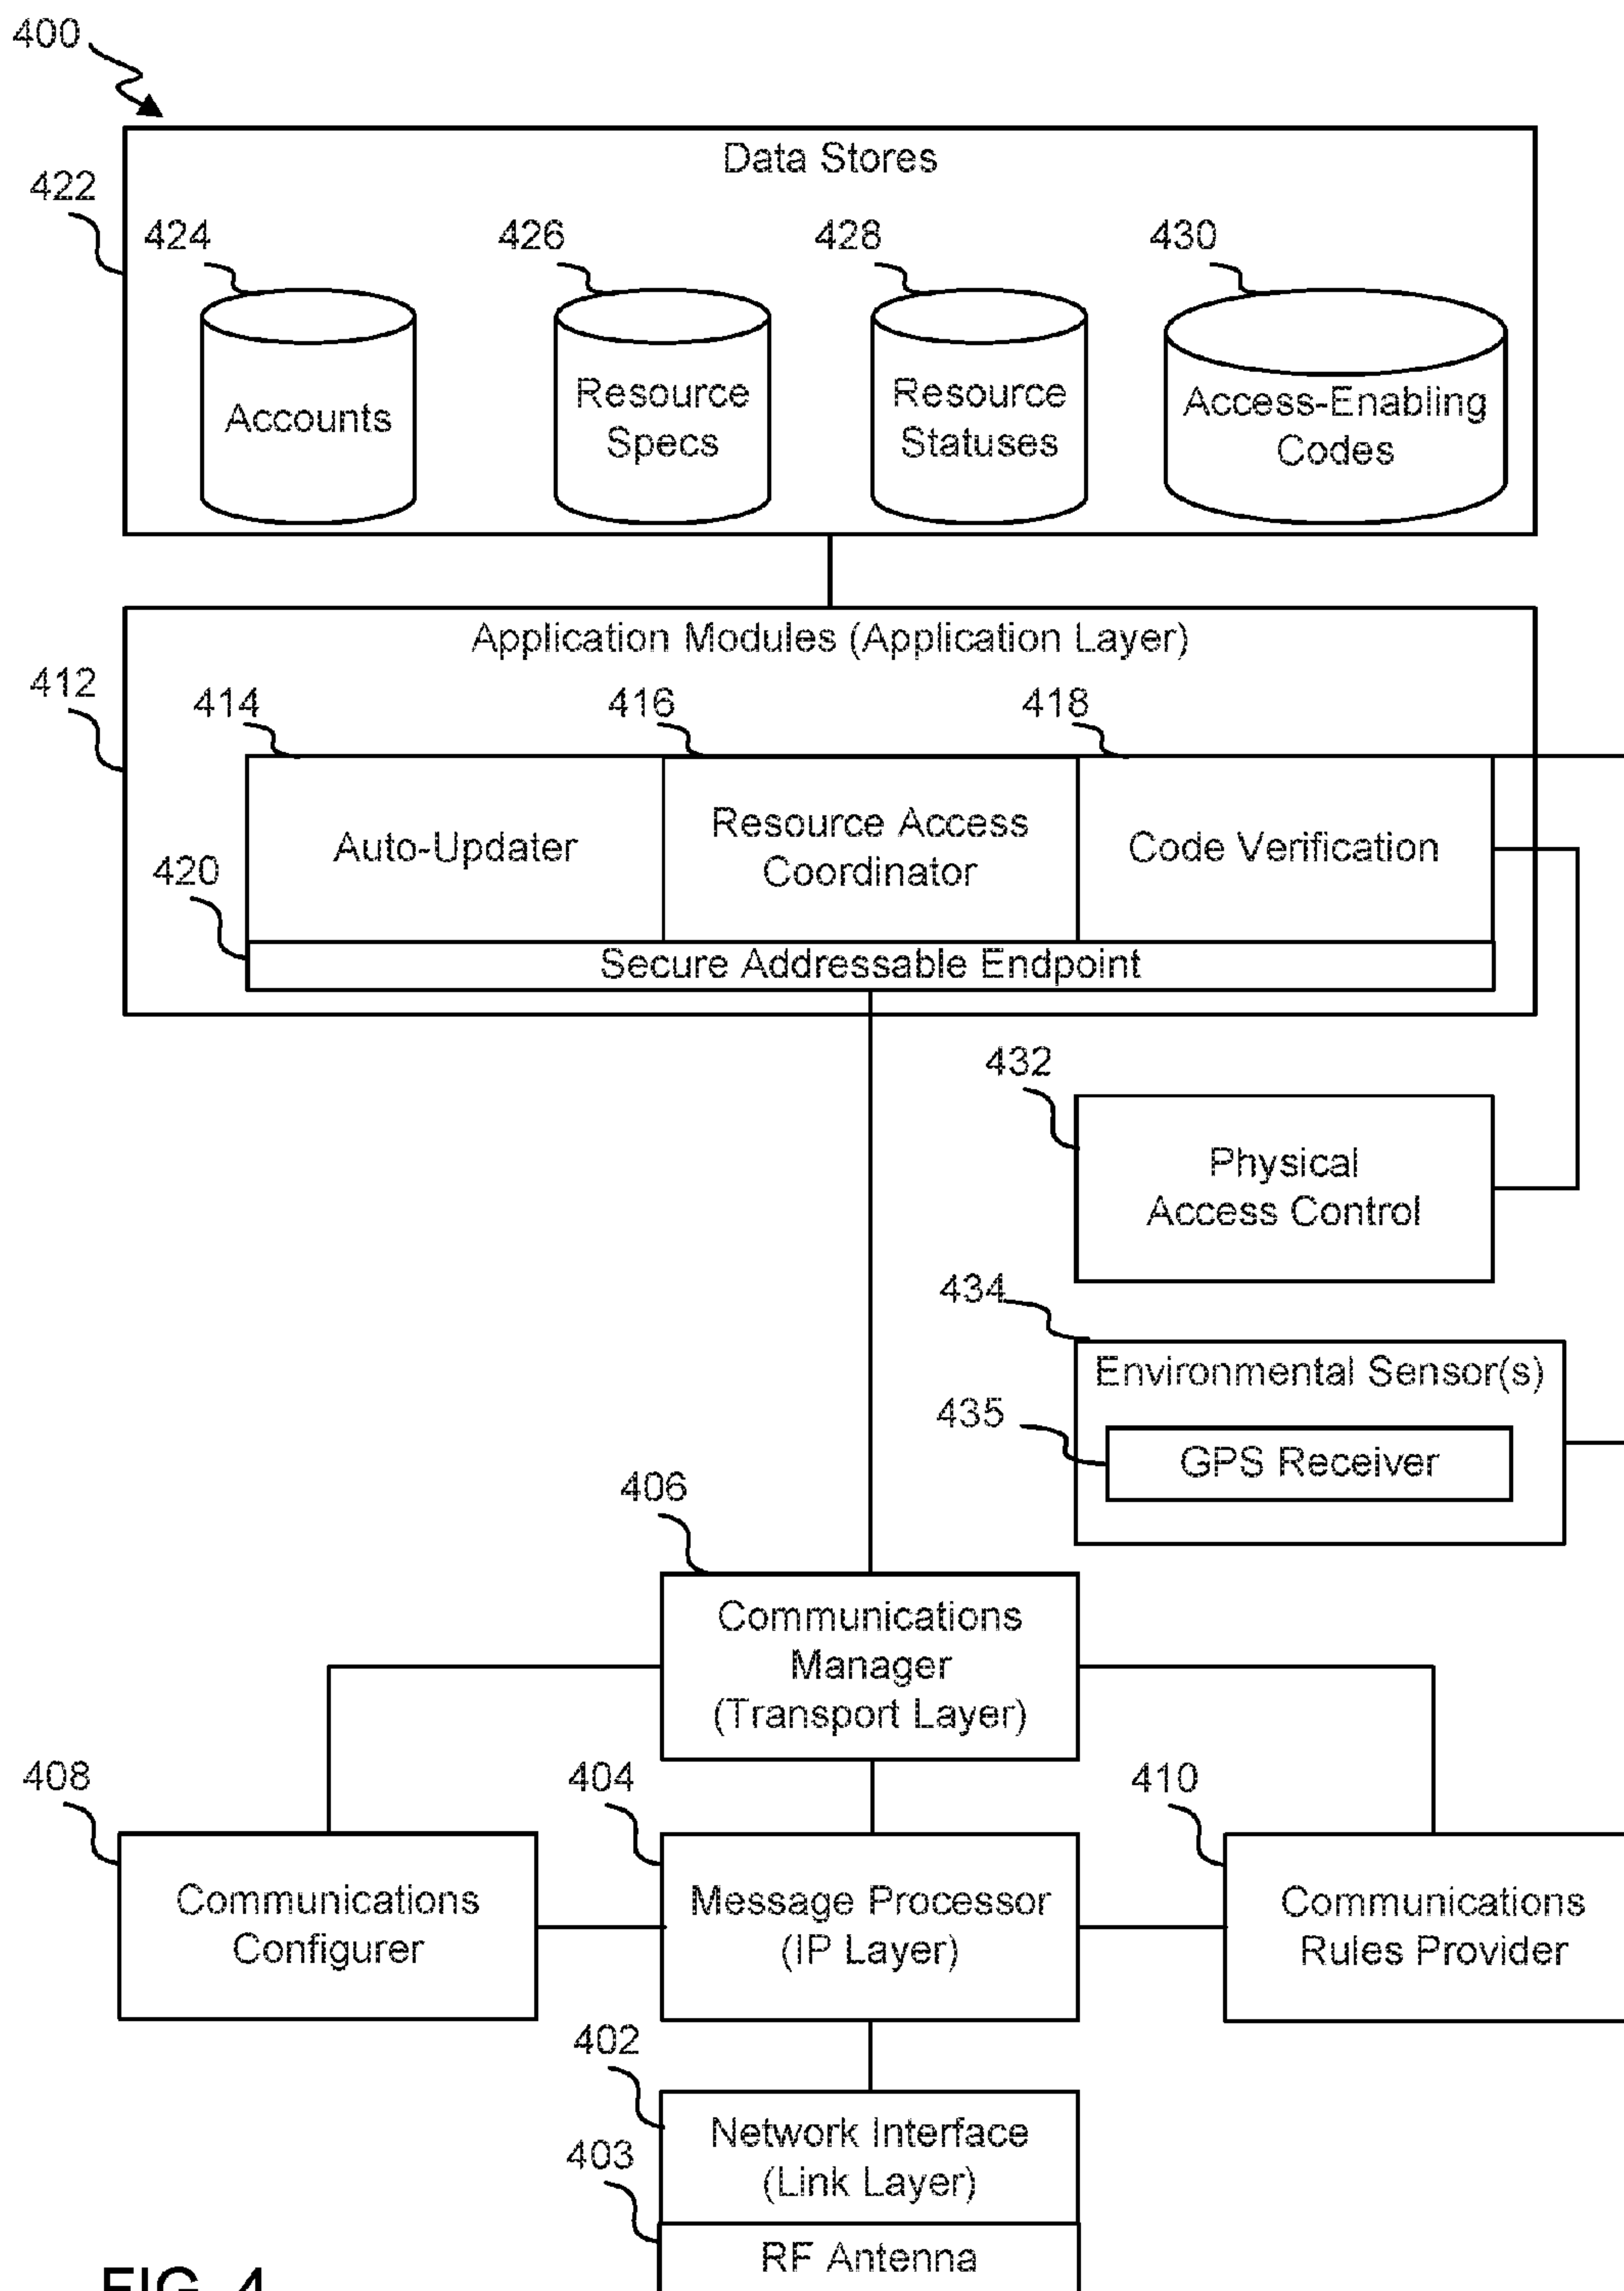 400
Data Stores
422
424
426
428
430
Accounts
Resource
Specs
Resource
Statuses
Access-Enabling
Codes
Application Modules (Application Layer)
412
414
416
418
Auto-Updater
Resource Access
Coordinator
Code Verification
420
Secure Addressable Endpoint
432
Physical
Access Control
434
Environmental Sensor(s)
435
GPS Receiver
406
Communications
Manager
(Transport Layer)
408
404
410
Communications
Configurer
Message Processor
(IP Layer)
Communications
Rules Provider
402
Network Interface
(Link Layer)
403
RF Antenna
FIG. 4